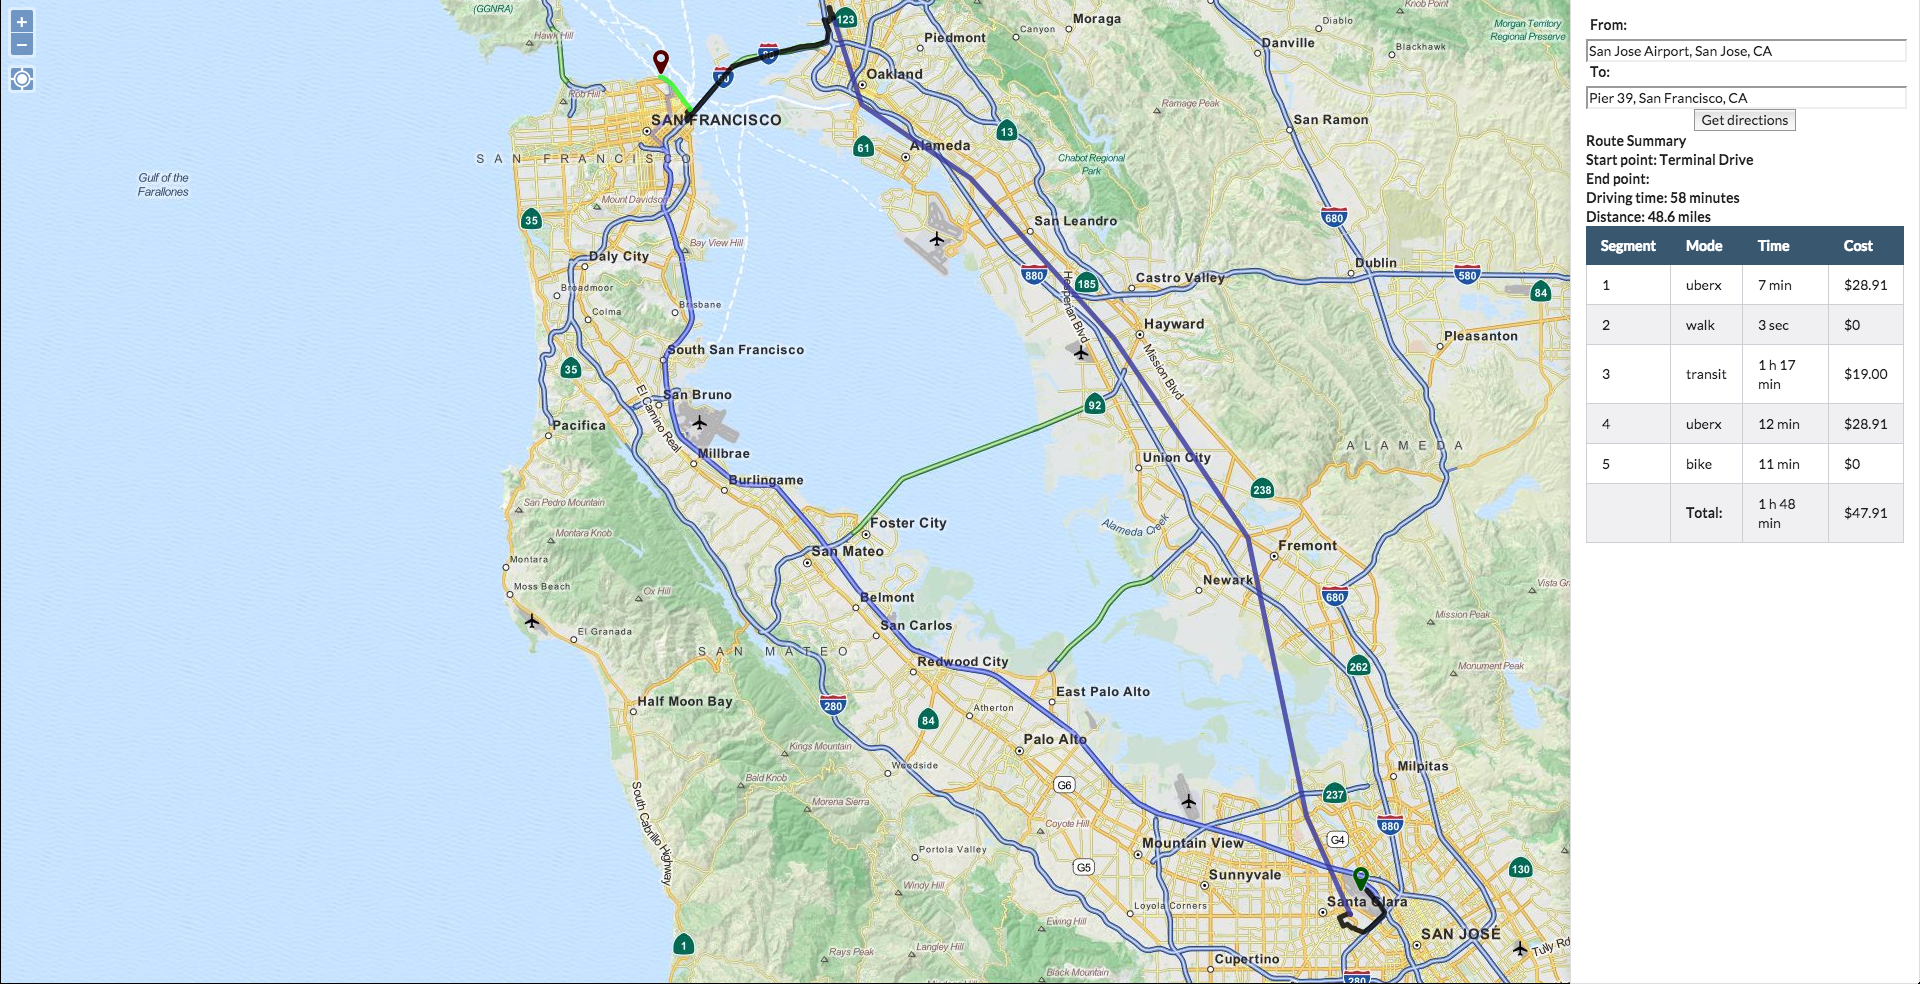 +
−
(GGNRA)
Hawk Hill
123
Moraga
Canyon
Piedmont
Diablo
Knob Point
Morgan Territory
Regional Preserve
Danville
Blackhawk
Oakland
Rob Hill
Ramage Peak
SAN FRANCISCO
13
San Ramon
61
Alameda
SAN FRANCISCO
Chabot Regional
Park
Gulf of the
Farallones
Mount Davidson
35
San Leandro
680
Bay View Hill
Daly City
880
Castro Valley
Dublin
580
185
84
Broadmoor
Colma
Brisbane
Hesperian Blvd
Hayward
Pleasanton
South San Francisco
35
Mission Blvd
San Bruno
El Camino Real
92
Pacifica
ALAMEDA
Millbrae
Union City
Burlingame
238
San Pedro Mountain
Foster City
Alameda Creek
Montara Knob
Fremont
San Mateo
Montara
Newark
Moss Beach
Ox Hill
Belmont
680
Vista Gr
Mission Peak
San Carlos
El Granada
SAN MATEO
Redwood City
262
Monument Peak
East Palo Alto
Half Moon Bay
280
Atherton
84
Palo Alto
Kings Mountain
Woodside
Milpitas
Bald Knob
G6
237
South Cabrillo Highway
Morena Sierra
Coyote Hill
880
G4
Mountain View
Portola Valley
G5
130
Sunnyvale
Windy Hill
Santa Clara
Loyola Corners
Ewing Hill
SAN JOSÉ
1
Langley Hill
Rays Peak
Tully Rd
Cupertino
Black Mountain
280
From:
San Jose Airport, San Jose, CA
To:
Pier 39, San Francisco, CA
Get directions
Route Summary
Start point: Terminal Drive
End point:
Driving time: 58 minutes
Distance: 48.6 miles
Segment Mode Time Cost
1 uberx 7 min $28.91
2 walk 3 sec $0
3 transit 1 h 17 min $19.00
4 uberx 12 min $28.91
5 bike 11 min $0
Total: 1 h 48 min $47.91